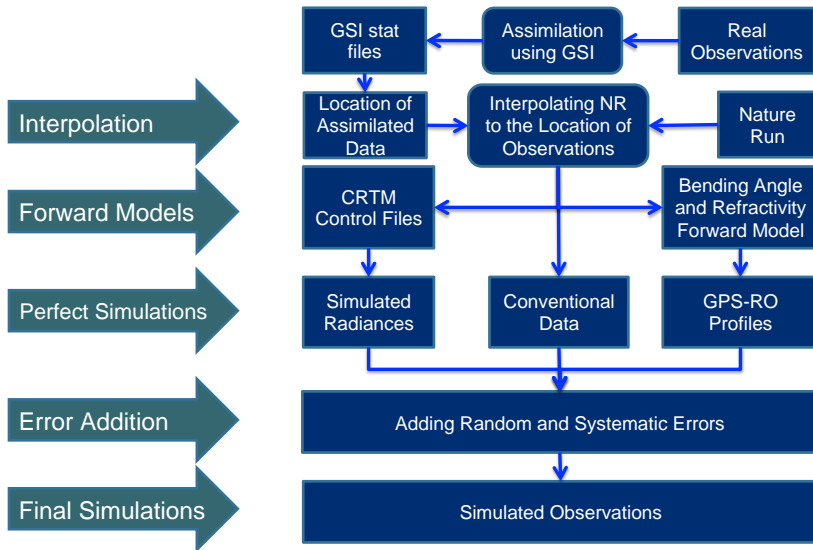 GSI stat
files
Assimilation
using GSI
Real
Observations
Interpolation
Location of
Assimilated
Data
Interpolating NR
to the Location of
Observations
Nature
Run
Forward Models
CRTM
Control Files
Bending Angle
and Refractivity
Forward Model
Perfect Simulations
Simulated
Radiances
Conventional
Data
GPS-RO
Profiles
Error Addition
Adding Random and Systematic Errors
Final Simulations
Simulated Observations